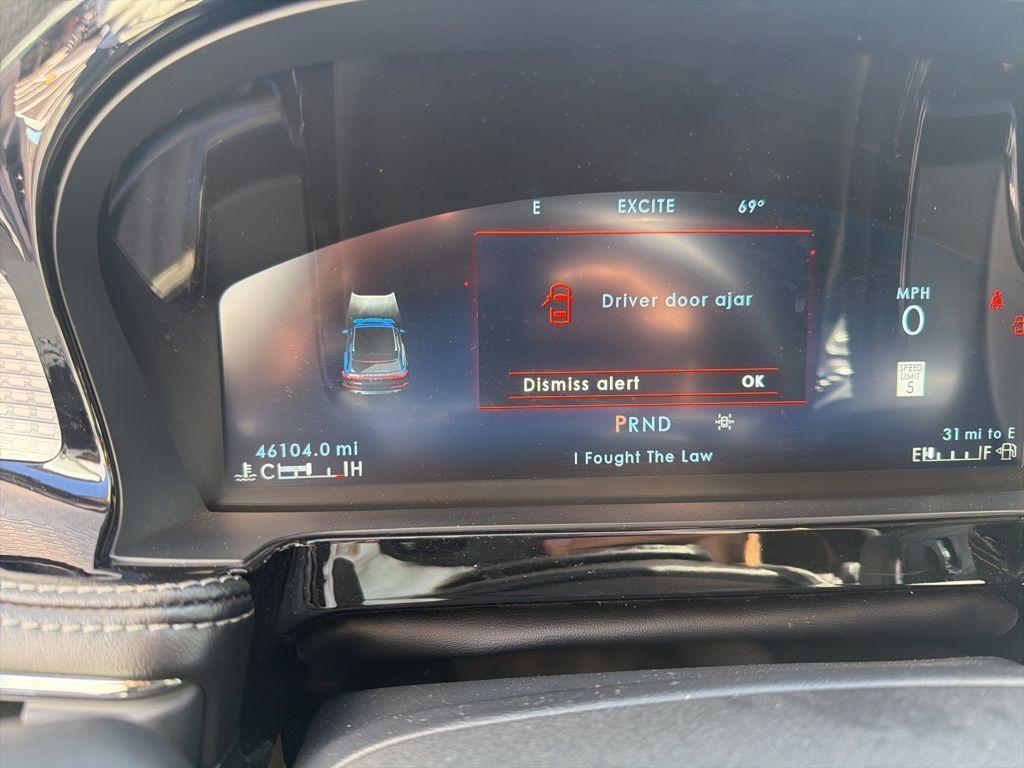 E EXCITE 69°
Driver door ajar
MPH
0
SPEED
LIMIT
5
Dismiss alert OK
PRND
46104.0 mi
31 mi to E
C H
I Fought The Law
E F